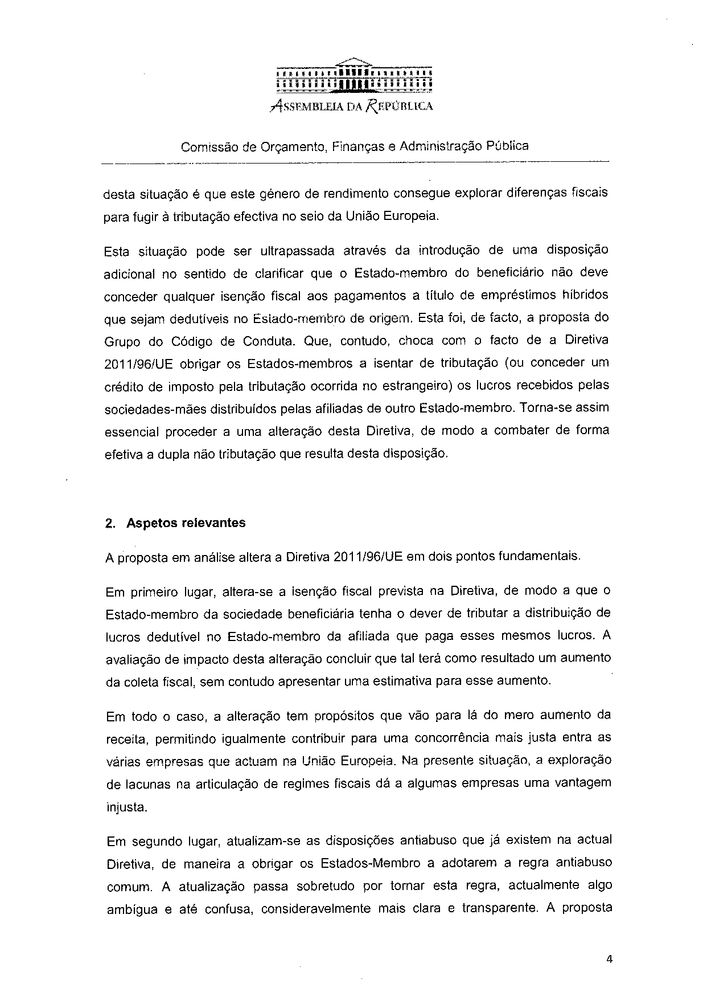 ASSEMBLEIA DA REPÚBLICA
Comissão de Orçamento, Finanças e Administração Pública
desta situação é que este género de rendimento consegue explorar diferenças fiscais
para fugir à tributação efectiva no seio da União Europeia.
Esta situação pode ser ultrapassada através da introdução de uma disposição
adicional no sentido de clarificar que o Estado-membro do beneficiário não deve
conceder qualquer isenção fiscal aos pagamentos a título de empréstimos híbridos
que sejam dedutíveis no Estado-membro de origem. Esta foi, de facto, a proposta do
Grupo do Código de Conduta. Que, contudo, choca com o facto de a Diretiva
2011/96/UE obrigar os Estados-membros a isentar de tributação (ou conceder um
crédito de imposto pela tributação ocorrida no estrangeiro) os lucros recebidos pelas
sociedades-mães distribuídos pelas afiliadas de outro Estado-membro. Torna-se assim
essencial proceder a uma alteração desta Diretiva, de modo a combater de forma
efetiva a dupla não tributação que resulta desta disposição.
2. Aspetos relevantes
A proposta em análise altera a Diretiva 2011/96/UE em dois pontos fundamentais.
Em primeiro lugar, altera-se a isenção fiscal prevista na Diretiva, de modo a que o
Estado-membro da sociedade beneficiária tenha o dever de tributar a distribuição de
lucros dedutível no Estado-membro da afiliada que paga esses mesmos lucros. A
avaliação de impacto desta alteração concluir que tal terá como resultado um aumento
da coleta fiscal, sem contudo apresentar uma estimativa para esse aumento.
Em todo o caso, a alteração tem propósitos que vão para lá do mero aumento da
receita, permitindo igualmente contribuir para uma concorrência mais justa entra as
várias empresas que actuam na União Europeia. Na presente situação, a exploração
de lacunas na articulação de regimes fiscais dá a algumas empresas uma vantagem
injusta.
Em segundo lugar, atualizam-se as disposições antiabuso que já existem na actual
Diretiva, de maneira a obrigar os Estados-Membro a adotarem a regra antiabuso
comum. A atualização passa sobretudo por tornar esta regra, actualmente algo
ambígua e até confusa, consideravelmente mais clara e transparente. A proposta
4